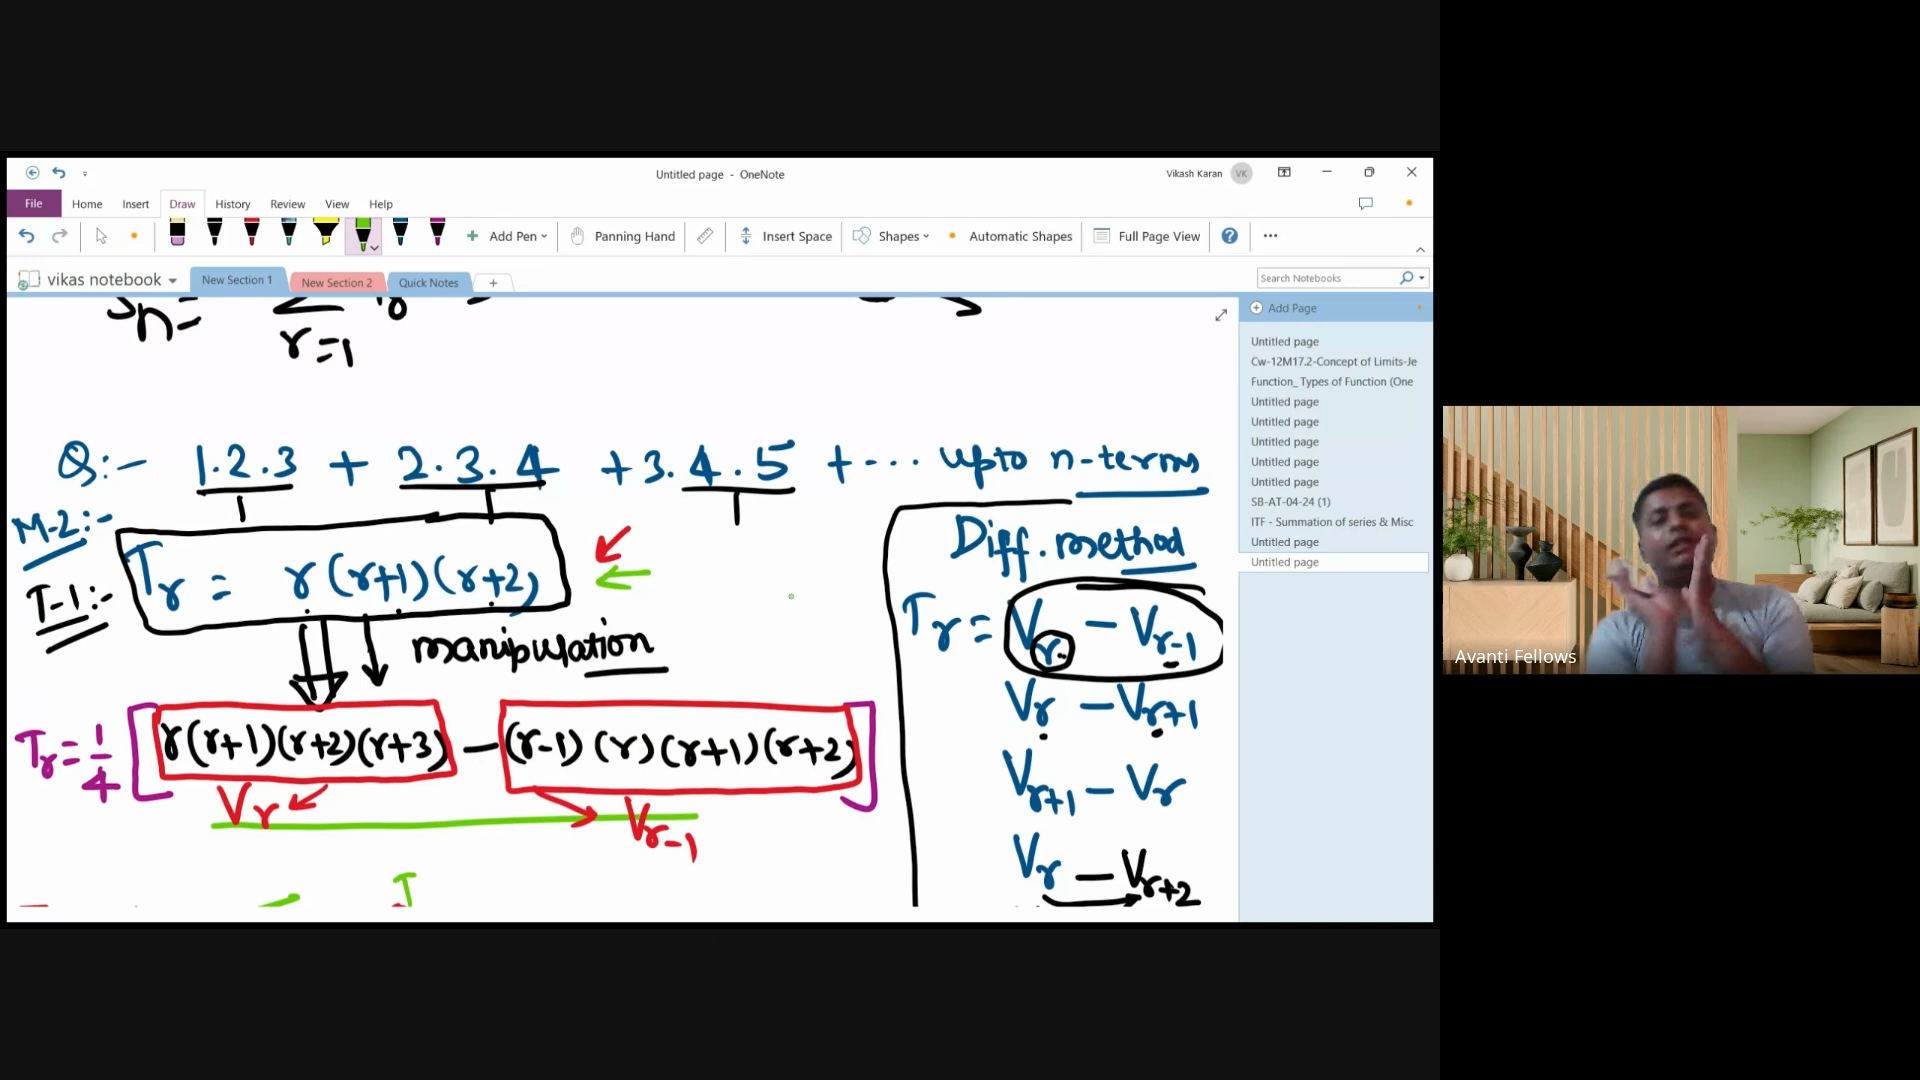 Untitled page - OneNote
Vikash Karan VK
File Home Insert Draw History Review View Help
Add Pen Panning Hand Insert Space Shapes Automatic Shapes Full Page View
vikas notebook New Section 1 New Section 2 Quick Notes +
Search Notebooks
Add Page
Untitled page
Cw-12M17.2-Concept of Limits-Je
Function_ Types of Function (One
Untitled page
Untitled page
Untitled page
Untitled page
Untitled page
SB-AT-04-24 (1)
ITF - Summation of series & Misc
Untitled page
Untitled page
Sn=
r=1
Q:- 1.2.3 + 2.3.4 + 3.4.5 + ... upto n-terms
M-2:-
T-1:-
Tr = r(r+1)(r+2)
manipulation
Tr = 1/4 [r(r+1)(r+2)(r+3) - (r-1)(r)(r+1)(r+2)]
Vr
Vr-1
T
Diff. method
Tr = Vr - Vr-1
Vr - Vr+1
Vr+1 - Vr
Vr - Vr+2
Avanti Fellows